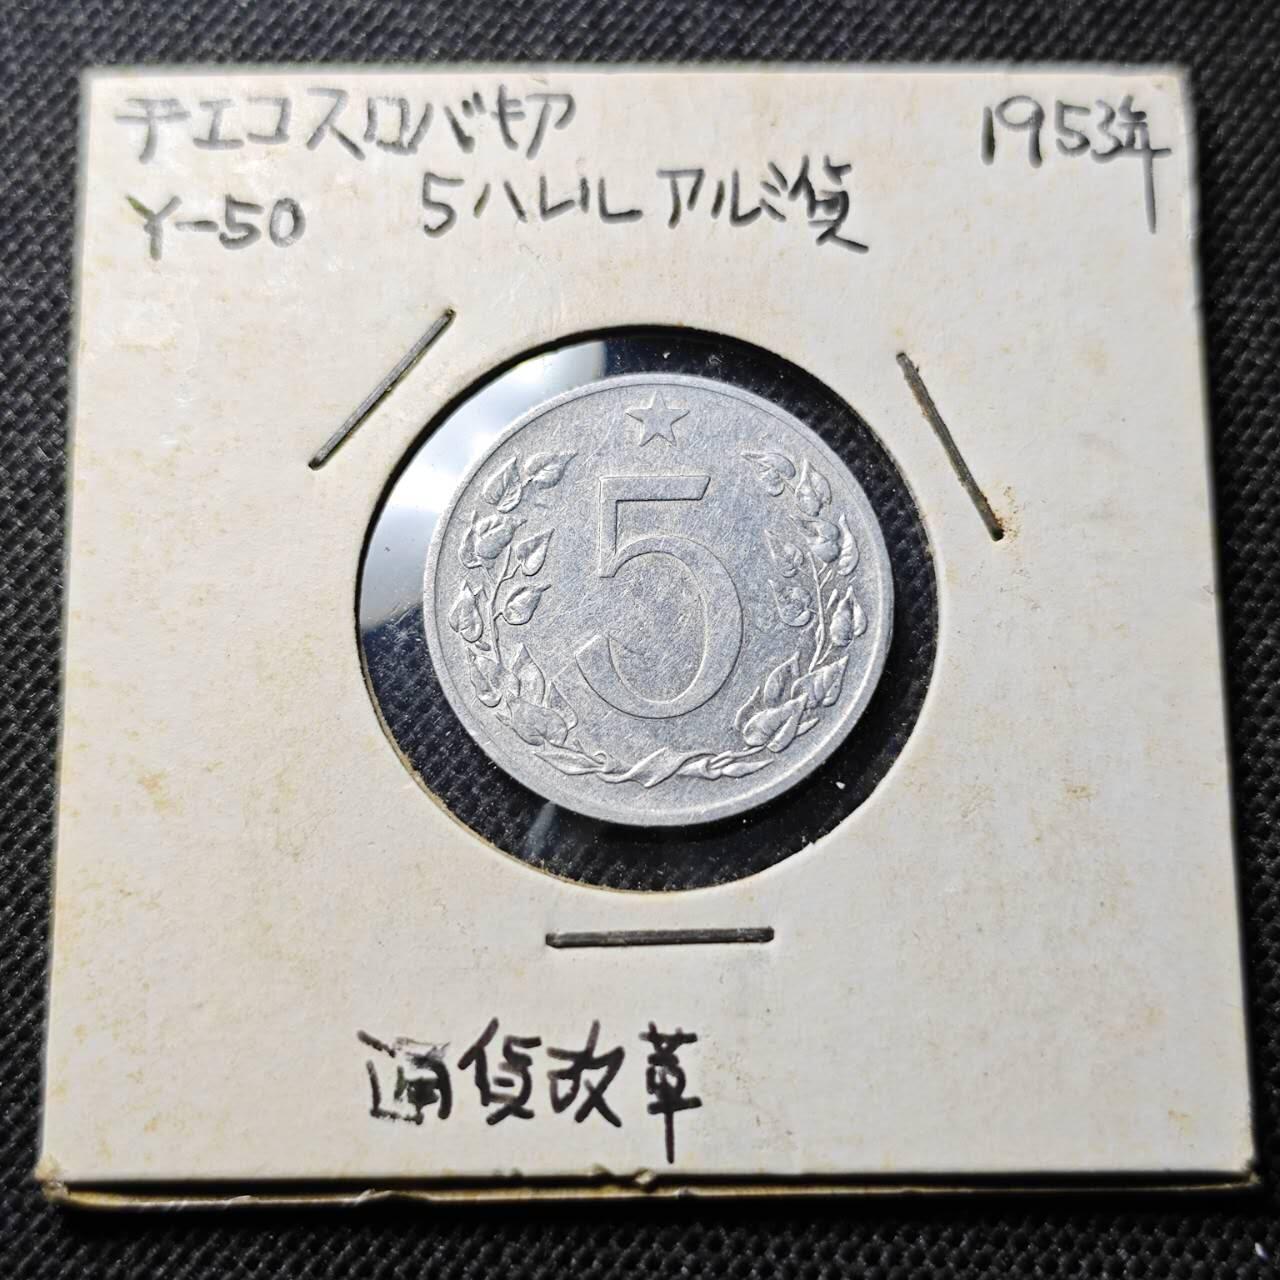 チェコスロバキア 1953年
Y-50 5ハレル アルミ貨
5
通貨改革